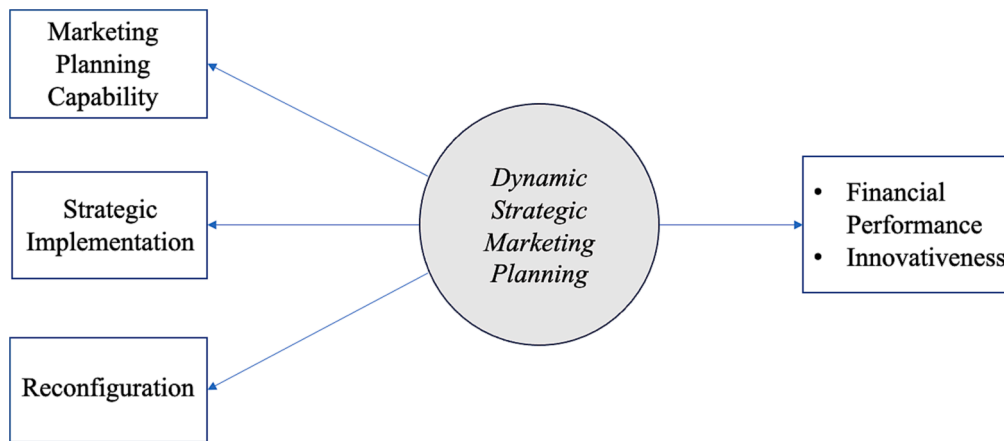 Marketing
Planning
Capability
Strategic
Implementation
Reconfiguration
Dynamic
Strategic
Marketing
Planning
• Financial
Performance
• Innovativeness